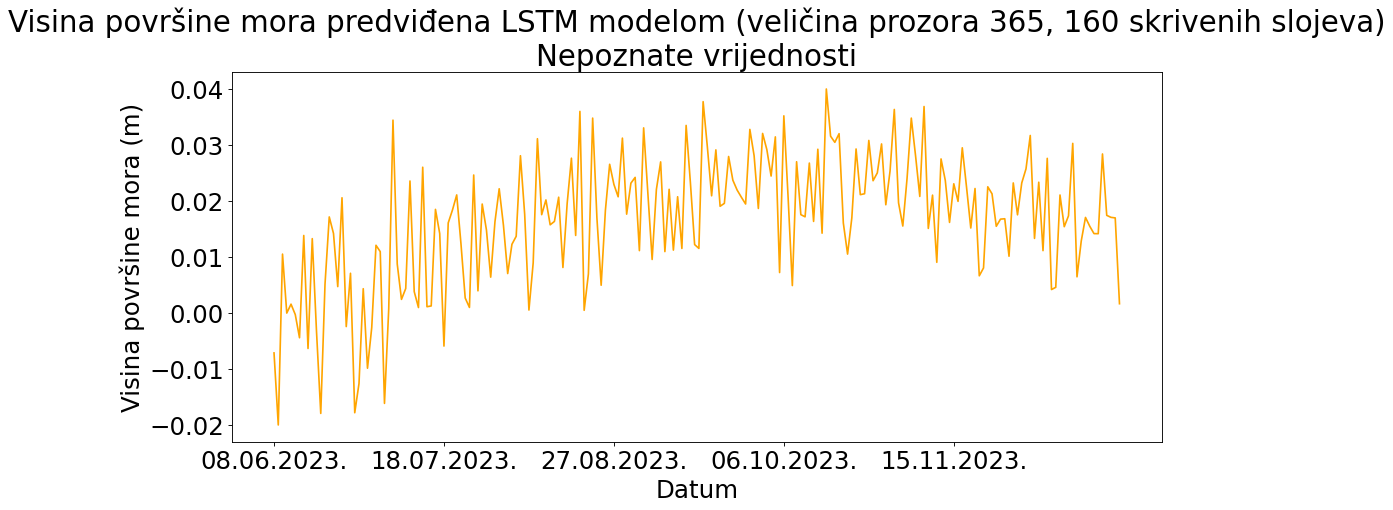 Visina površine mora predviđena LSTM modelom (veličina prozora 365, 160 skrivenih slojeva)
Nepoznate vrijednosti
Visina površine mora (m)
0.04
0.03
0.02
0.01
0.00
−0.01
−0.02
08.06.2023. 18.07.2023. 27.08.2023. 06.10.2023. 15.11.2023.
Datum